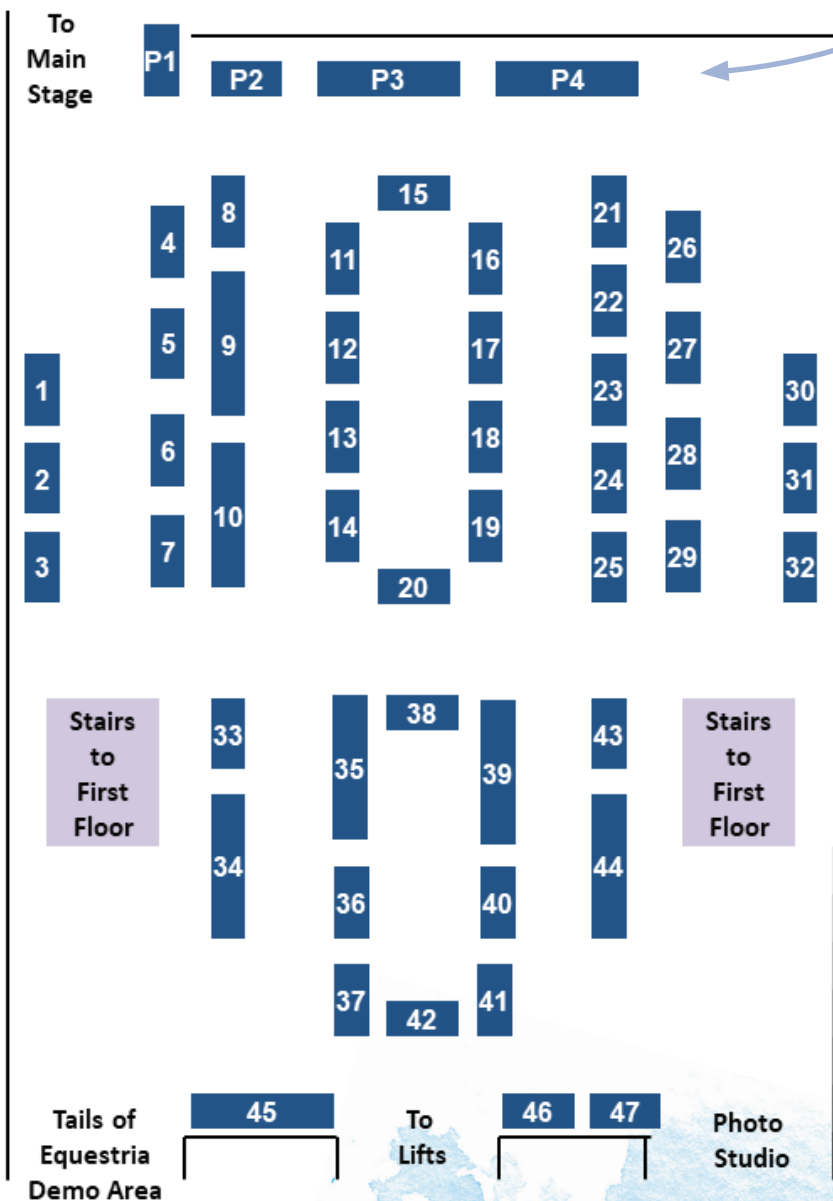 To
Main
Stage
P1
P2
P3
P4
15
8
21
4
11
16
26
22
5
12
9
17
27
1
23
30
6
13
18
28
2
24
31
10
14
19
7
29
3
20
25
32
Stairs
to
First
Floor
33
38
43
35
39
34
44
36
40
37
42
41
Stairs
to
First
Floor
45
46
47
Tails of
Equestria
Demo Area
To
Lifts
Photo
Studio